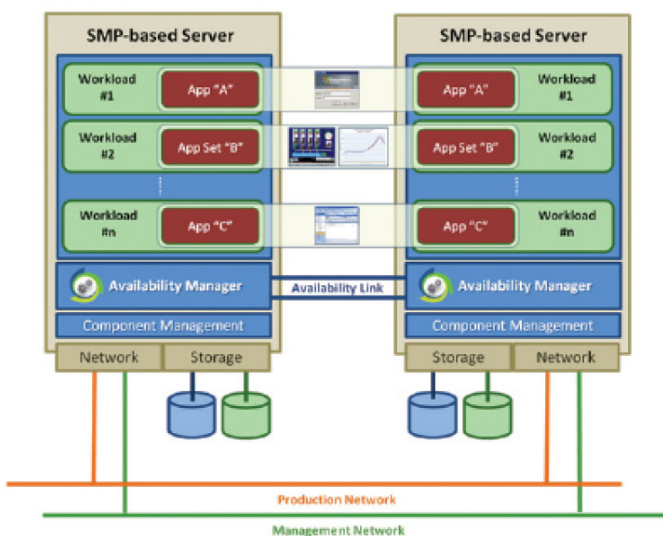 SMP-based Server
Workload
#1
App "A"
Workload
#2
App Set "B"
Workload
#n
App "C"
Availability Manager
Component Management
Network
Storage
Availability Link
SMP-based Server
App "A"
Workload
#1
App Set "B"
Workload
#2
App "C"
Workload
#n
Availability Manager
Component Management
Storage
Network
Production Network
Management Network